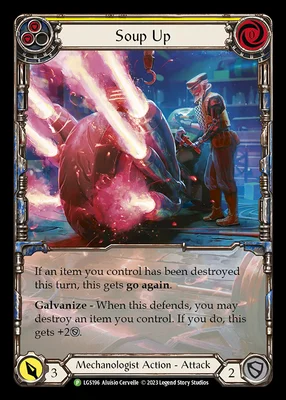 Soup Up
If an item you control has been destroyed
this turn, this gets go again.
Galvanize - When this defends, you may
destroy an item you control. If you do, this
gets +2.
3
Mechanologist Action - Attack
2
P LGS196 Aluisio Cervelle © 2023 Legend Story Studios